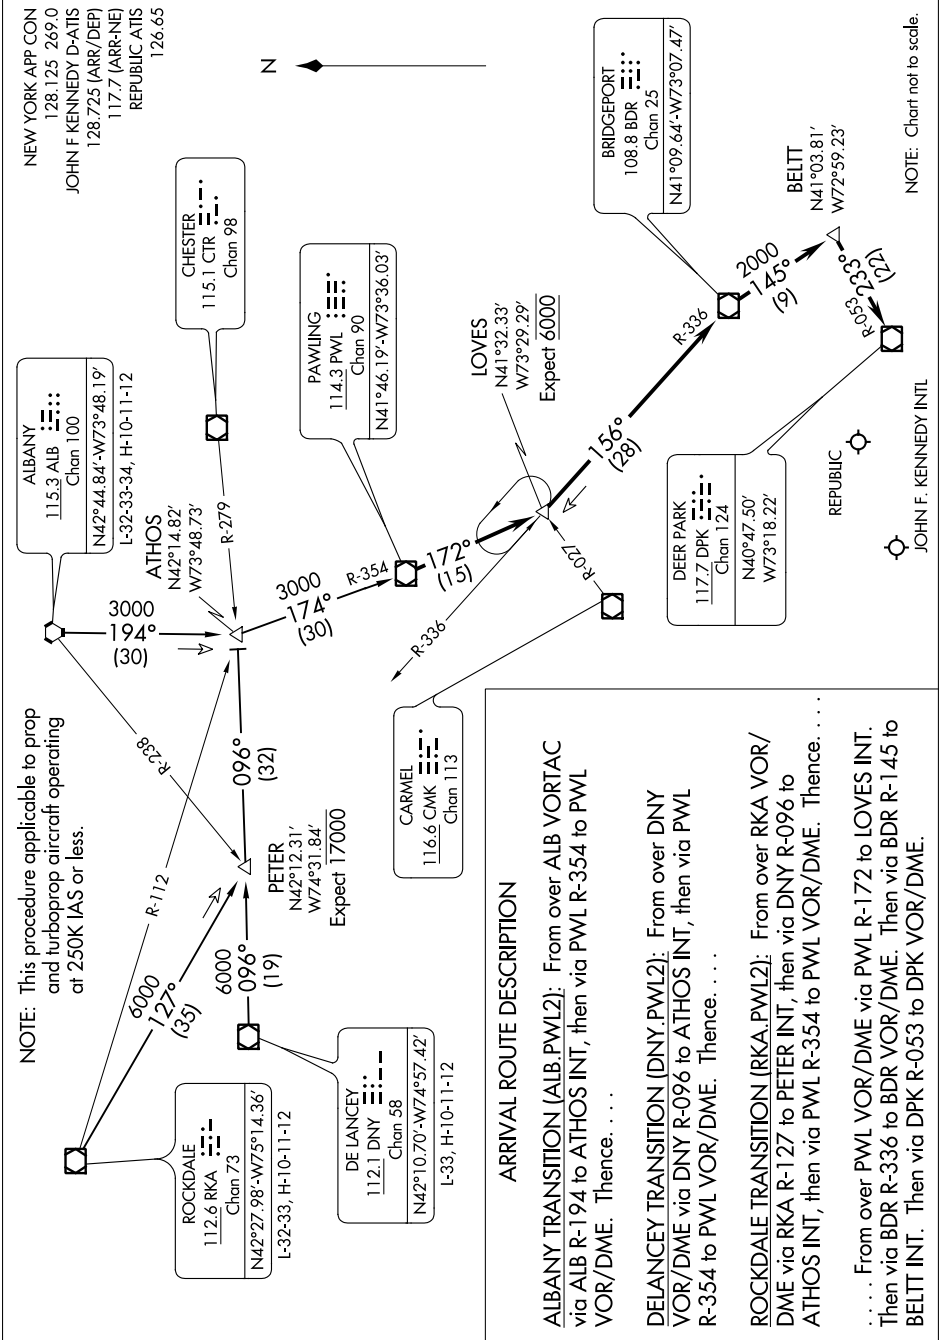 NEW YORK APP CON
128.125 269.0
JOHN F KENNEDY D-ATIS
128.725 (ARR/DEP)
117.7 (ARR-NE)
REPUBLIC ATIS
126.65
NOTE: This procedure applicable to prop
and turboprop aircraft operating
at 250K IAS or less.
N
ALBANY
115.3 ALB
Chan 100
N42°44.84'-W73°48.19'
L-32-33-34, H-10-11-12
CHESTER
115.1 CTR
Chan 98
ATHOS
N42°14.82'
W73°48.73'
R-279
3000
194°
(30)
R-238
R-112
6000
127°
(35)
ROCKDALE
112.6 RKA
Chan 73
N42°27.98'-W75°14.36'
L-32-33, H-10-11-12
6000
096°
(19)
DE LANCEY
112.1 DNY
Chan 58
N42°10.70'-W74°57.42'
L-33, H-10-11-12
PETER
N42°12.31'
W74°31.84'
Expect 17000
096°
(32)
3000
174°
(30)
R-354
PAWLING
114.3 PWL
Chan 90
N41°46.19'-W73°36.03'
172°
(15)
R-336
LOVES
N41°32.33'
W73°29.29'
Expect 6000
R-027
CARMEL
116.6 CMK
Chan 113
156°
(28)
R-336
BRIDGEPORT
108.8 BDR
Chan 25
N41°09.64'-W73°07.47'
2000
145°
(9)
BELTT
N41°03.81'
W72°59.23'
R-053
233°
(22)
DEER PARK
117.7 DPK
Chan 124
N40°47.50'
W73°18.22'
REPUBLIC
JOHN F. KENNEDY INTL
NOTE: Chart not to scale.
ARRIVAL ROUTE DESCRIPTION
ALBANY TRANSITION (ALB.PWL2): From over ALB VORTAC
via ALB R-194 to ATHOS INT, then via PWL R-354 to PWL
VOR/DME. Thence. . . .
DELANCEY TRANSITION (DNY.PWL2): From over DNY
VOR/DME via DNY R-096 to ATHOS INT, then via PWL
R-354 to PWL VOR/DME. Thence. . . .
ROCKDALE TRANSITION (RKA.PWL2): From over RKA VOR/
DME via RKA R-127 to PETER INT, then via DNY R-096 to
ATHOS INT, then via PWL R-354 to PWL VOR/DME. Thence. . . .
. . . . From over PWL VOR/DME via PWL R-172 to LOVES INT.
Then via BDR R-336 to BDR VOR/DME. Then via BDR R-145 to
BELTT INT. Then via DPK R-053 to DPK VOR/DME.